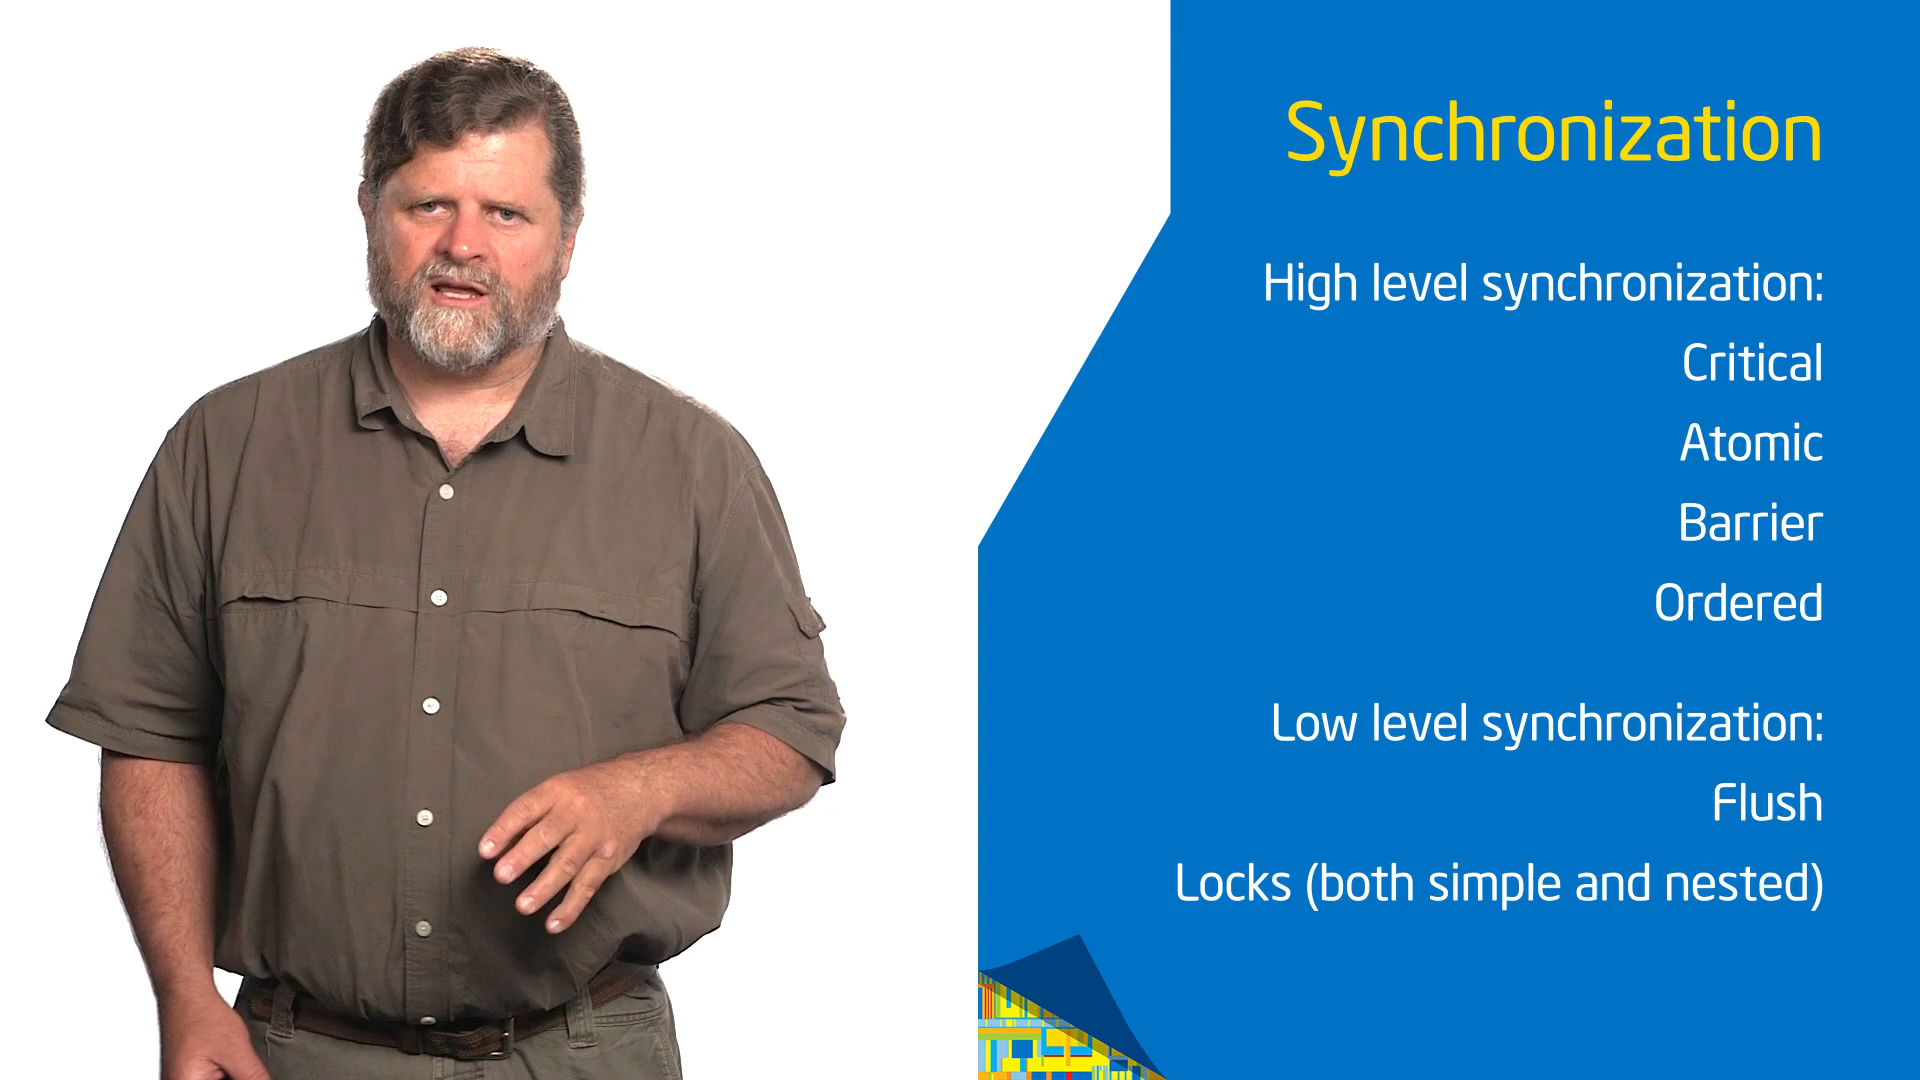 Synchronization
High level synchronization:
Critical
Atomic
Barrier
Ordered
Low level synchronization:
Flush
Locks (both simple and nested)